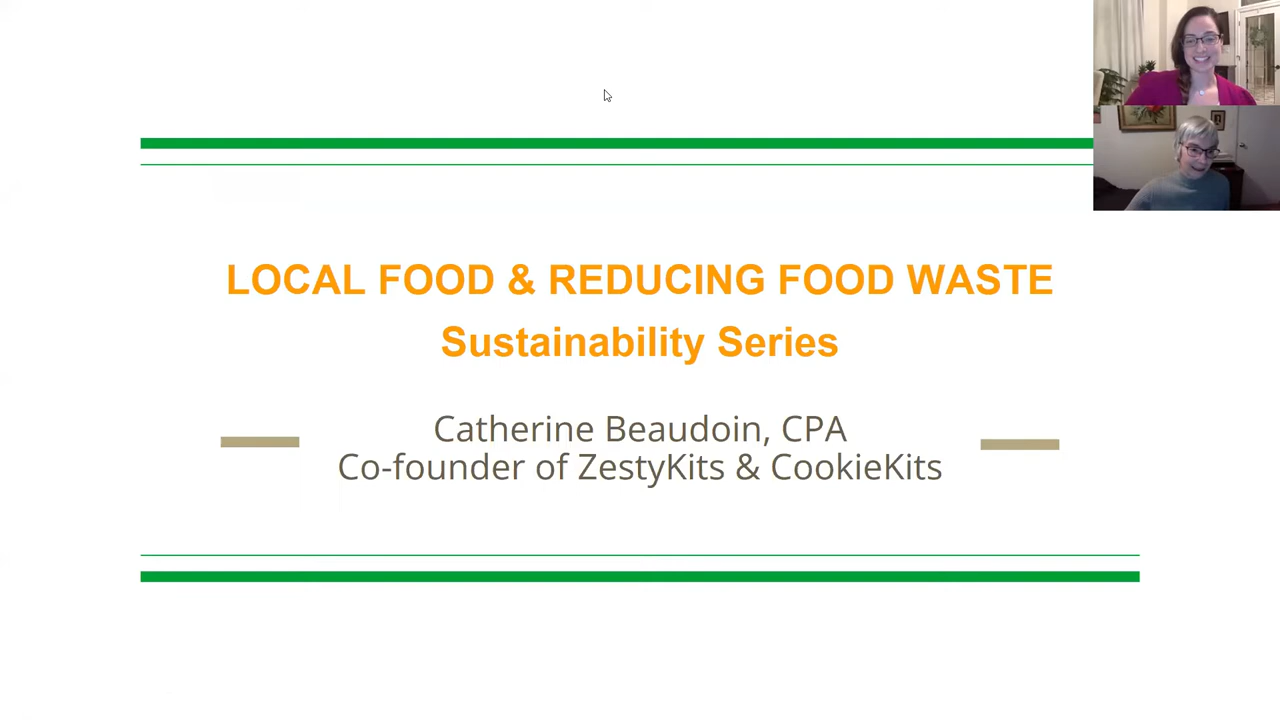 LOCAL FOOD & REDUCING FOOD WASTE
Sustainability Series
Catherine Beaudoin, CPA
Co-founder of ZestyKits & CookieKits